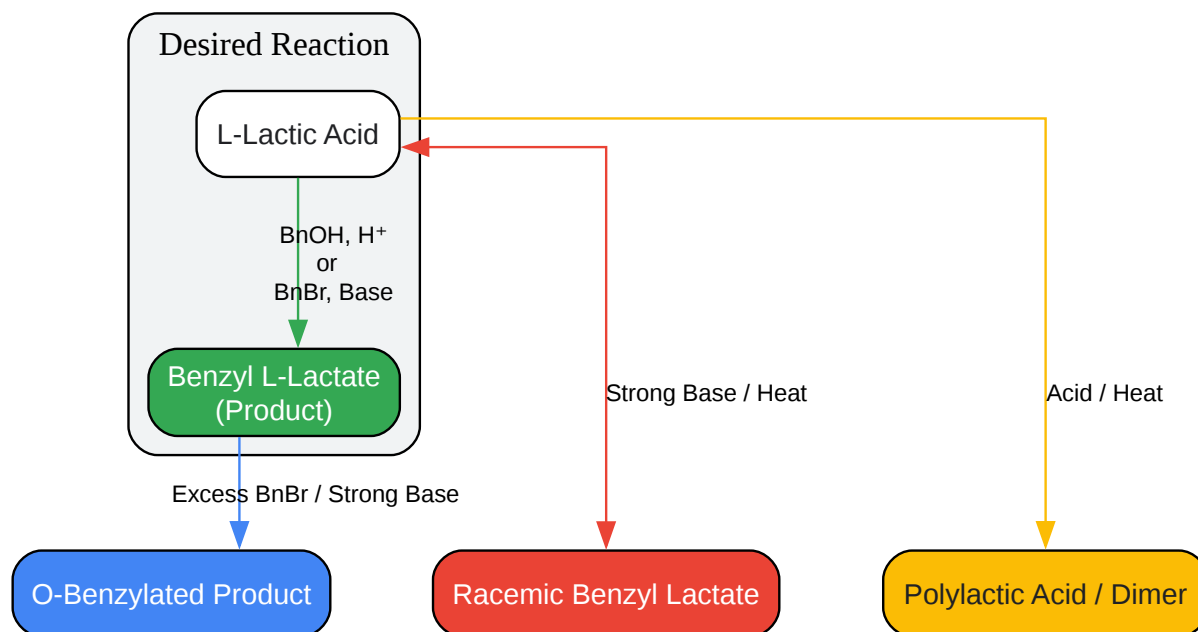 Desired Reaction
L-Lactic Acid
BnOH, H⁺
or
BnBr, Base
Benzyl L-Lactate
(Product)
Strong Base / Heat
Acid / Heat
Excess BnBr / Strong Base
O-Benzylated Product
Racemic Benzyl Lactate
Polylactic Acid / Dimer